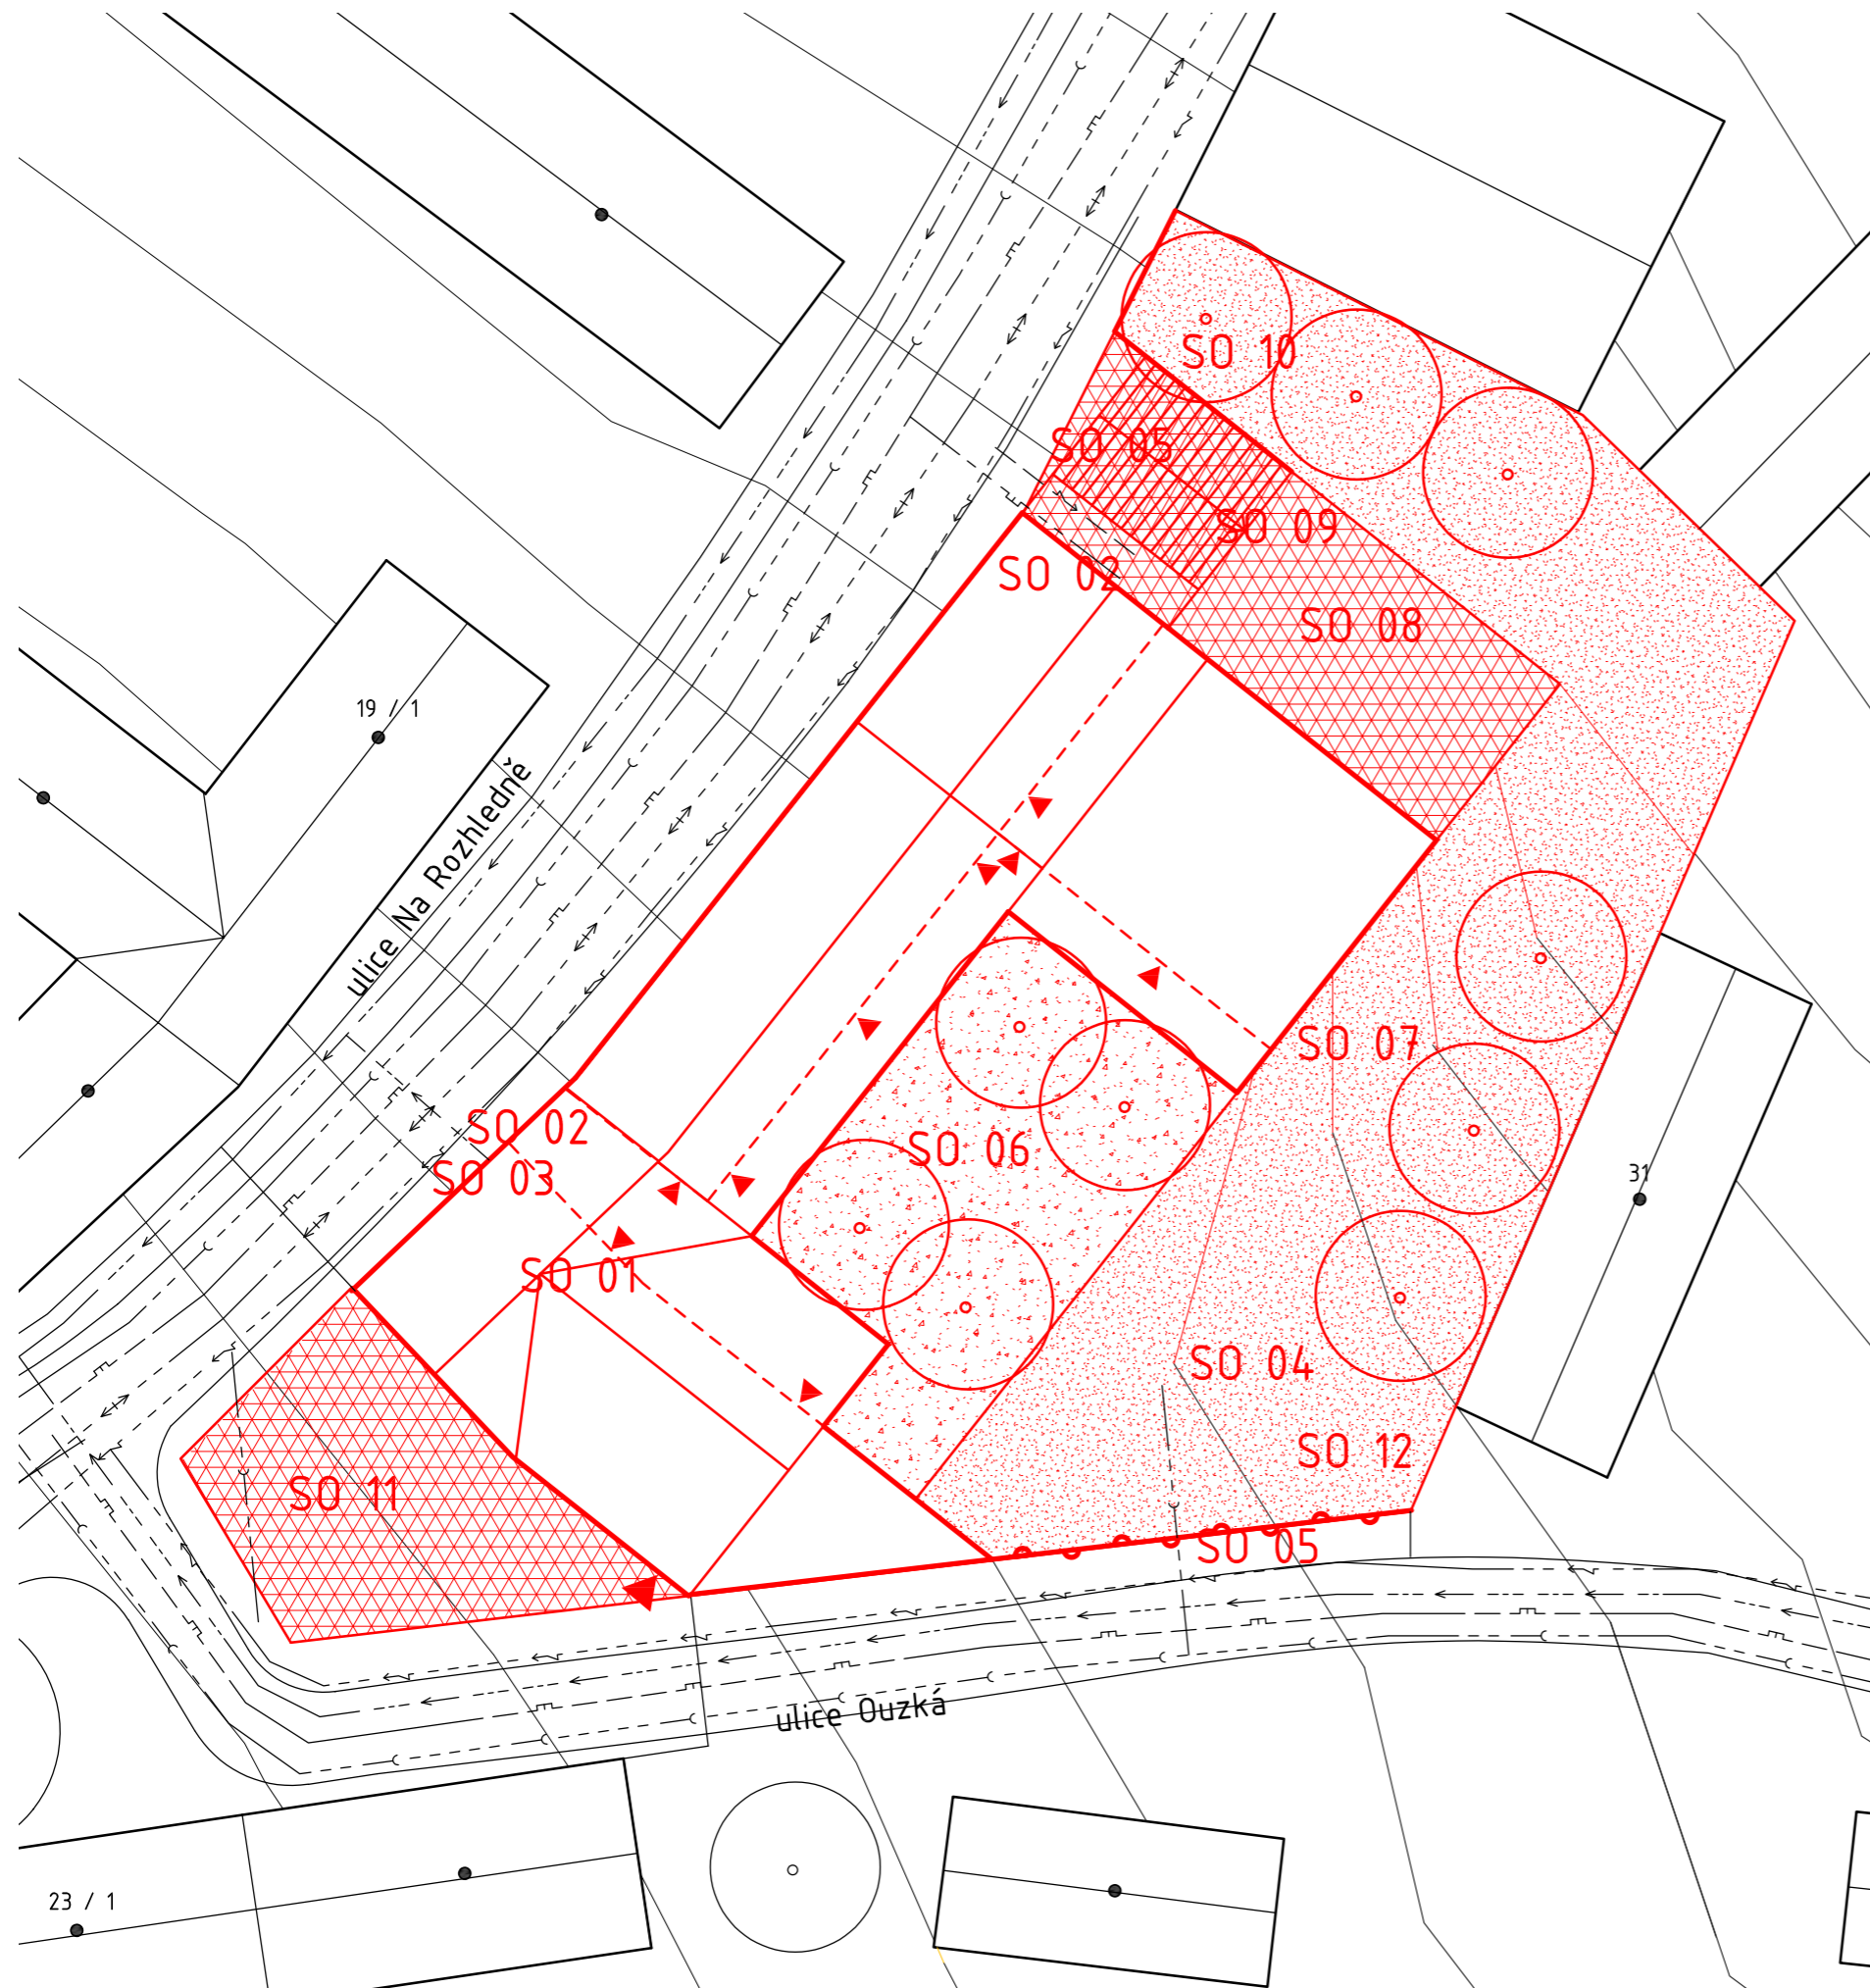 SO 10
SO 05
SO 09
SO 02
SO 08
19 / 1
ulice Na Rozhledně
SO 07
SO 02
SO 06
SO 03
31
SO 01
SO 04
SO 12
SO 11
SO 05
ulice Ouzká
23 / 1